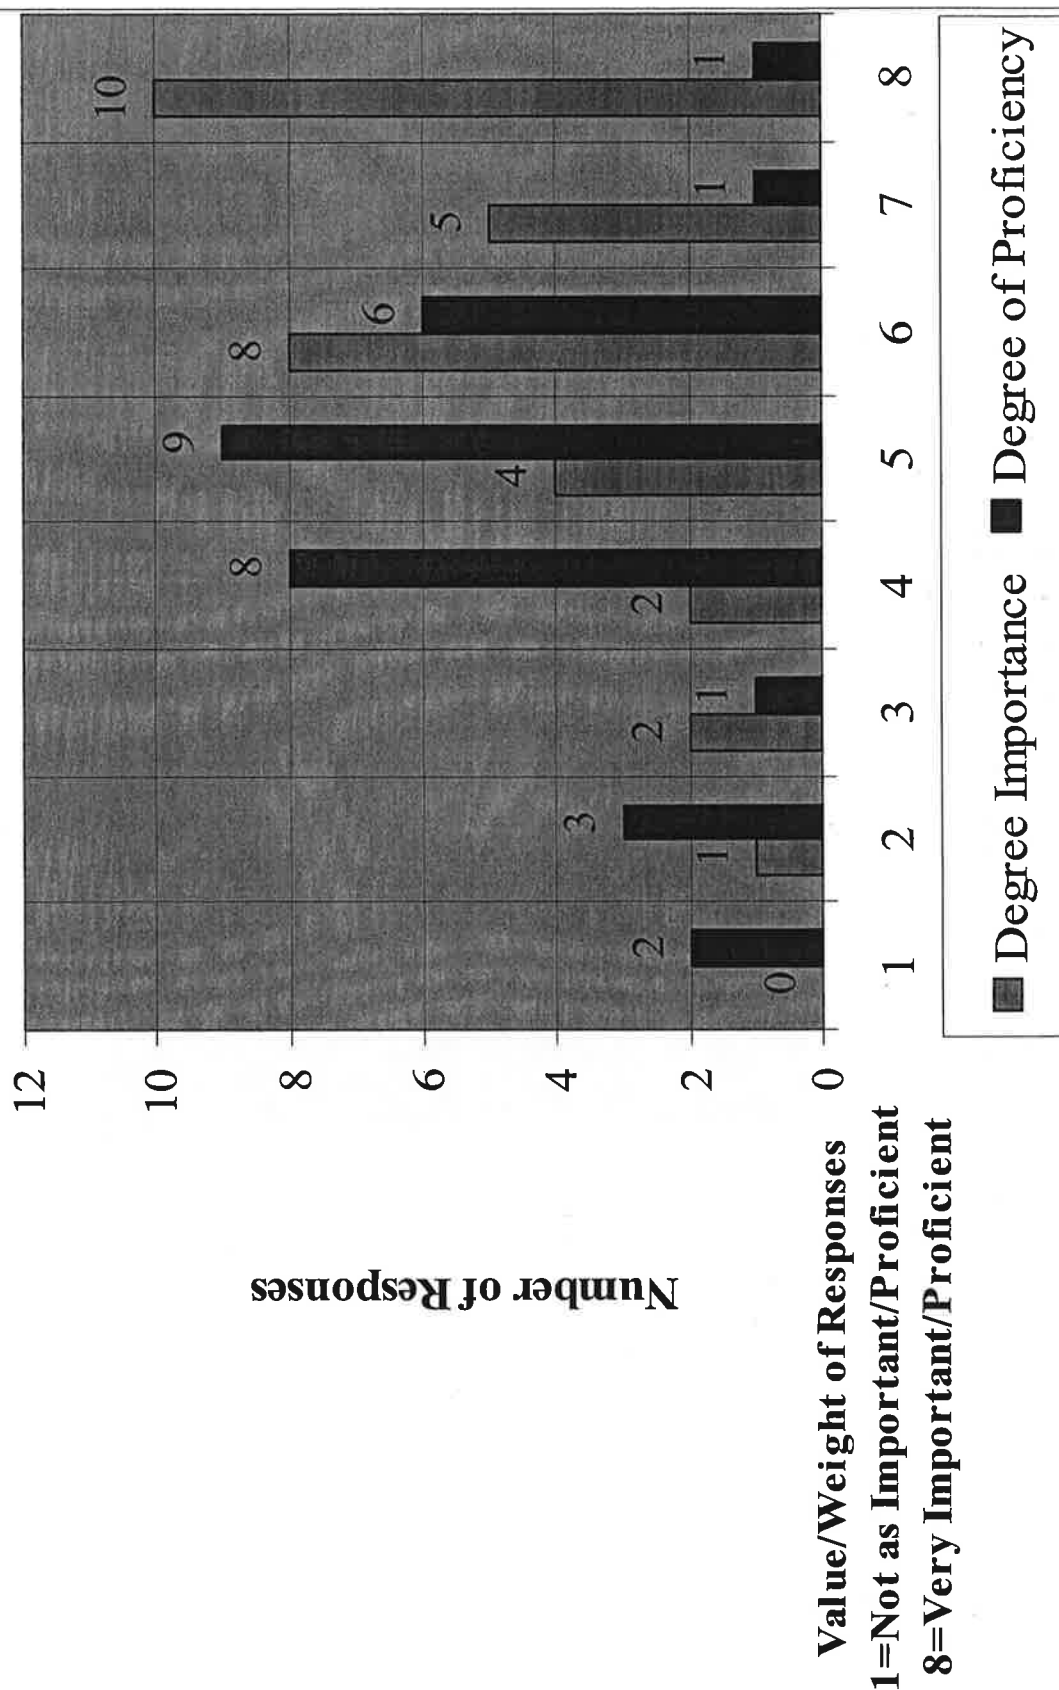 12
10
8
6
4
2
0
Number of Responses
0 2 1 3 2 1 2 8 4 9 8 6 5 1 10 1
1 2 3 4 5 6 7 8
Value/Weight of Responses
1=Not as Important/Proficient
8=Very Important/Proficient
Degree Importance Degree of Proficiency